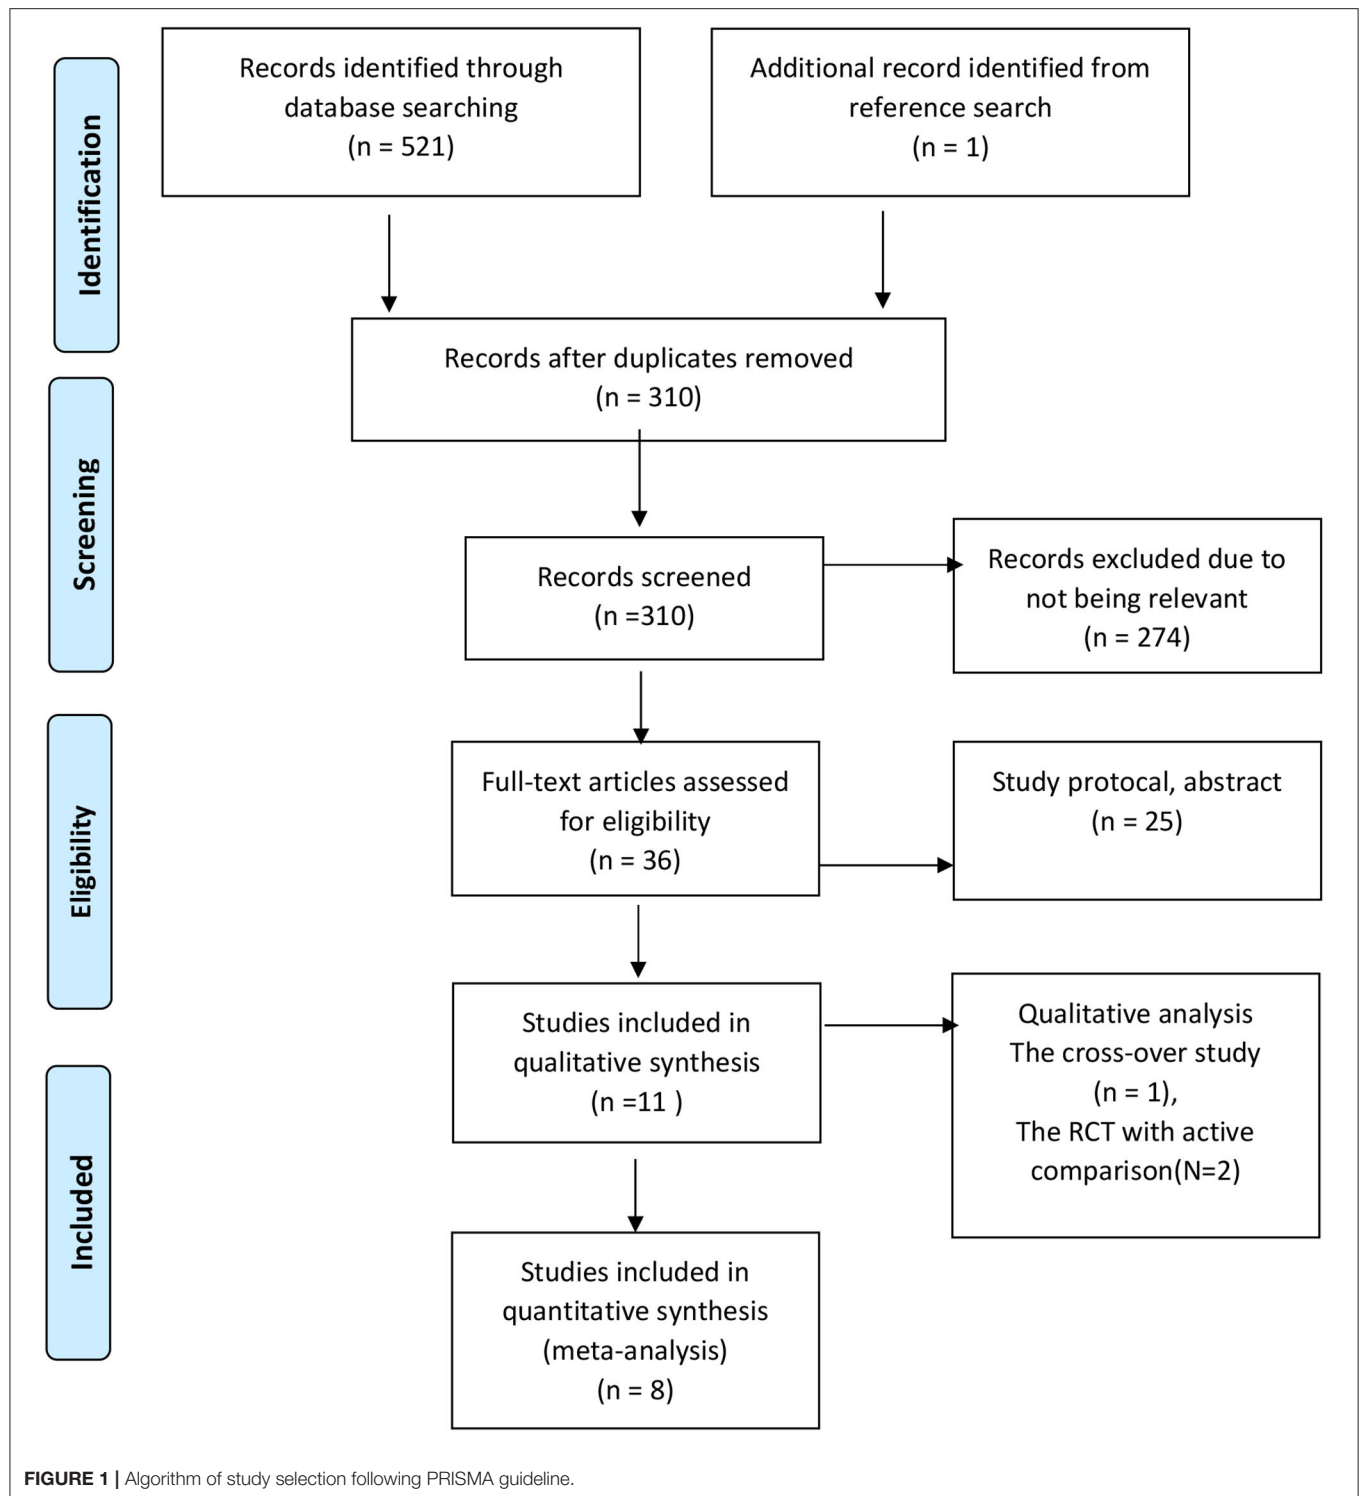 Identification
Records identified through
database searching
(n = 521)
Additional record identified from
reference search
(n = 1)
Records after duplicates removed
(n = 310)
Screening
Records screened
(n =310)
Records excluded due to
not being relevant
(n = 274)
Eligibility
Full-text articles assessed
for eligibility
(n = 36)
Study protocal, abstract
(n = 25)
Studies included in
qualitative synthesis
(n =11 )
Qualitative analysis
The cross-over study
(n = 1),
The RCT with active
comparison(N=2)
Included
Studies included in
quantitative synthesis
(meta-analysis)
(n = 8)
FIGURE 1 | Algorithm of study selection following PRISMA guideline.